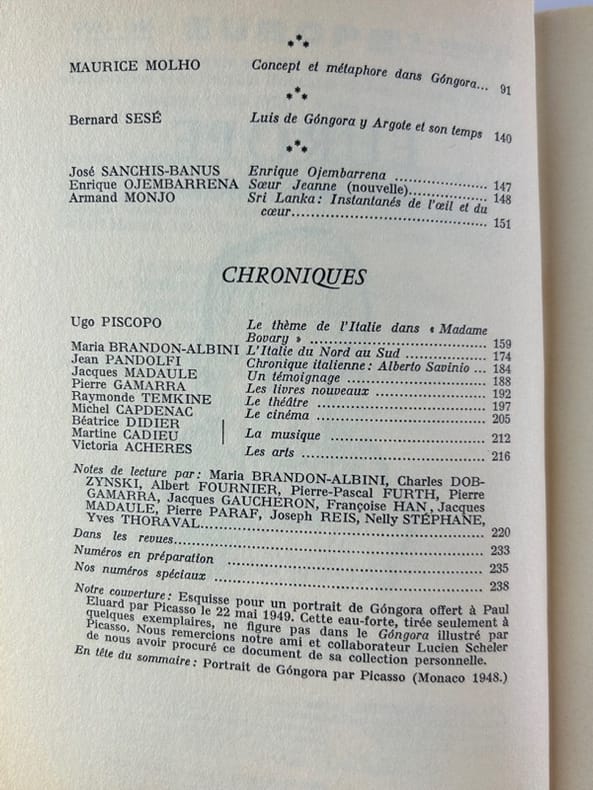 MAURICE MOLHO Concept et métaphore dans Góngora... 91
Bernard SESÉ Luis de Góngora y Argote et son temps 140
José SANCHIS-BANUS Enrique Ojembarrena ..................... 147
Enrique OJEMBARRENA Sœur Jeanne (nouvelle)................. 148
Armand MONJO Sri Lanka : Instantanés de l'œil et du
cœur........................................ 151
CHRONIQUES
Ugo PISCOPO Le thème de l'Italie dans « Madame
Bovary » .................................... 159
Maria BRANDON-ALBINI L'Italie du Nord au Sud ................. 174
Jean PANDOLFI Chronique italienne : Alberto Savinio ... 184
Jacques MADAULE Un témoignage ............................ 188
Pierre GAMARRA Les livres nouveaux ....................... 192
Raymonde TEMKINE Le théâtre ................................... 197
Michel CAPDENAC Le cinéma ................................... 205
Béatrice DIDIER
Martine CADIEU La musique .................................. 212
Victoria ACHERES Les arts ...................................... 216
Notes de lecture par : Maria BRANDON-ALBINI, Charles DOB-
ZYNSKI, Albert FOURNIER, Pierre-Pascal FURTH, Pierre
GAMARRA, Jacques GAUCHERON, Françoise HAN, Jacques
MADAULE, Pierre PARAF, Joseph REIS, Nelly STÉPHANE,
Yves THORAVAL.......................................................... 220
Dans les revues............................................................. 233
Numéros en préparation ................................................ 235
Nos numéros spéciaux .................................................. 238
Notre couverture : Esquisse pour un portrait de Góngora offert à Paul
Eluard par Picasso le 22 mai 1949. Cette eau-forte, tirée seulement à
quelques exemplaires, ne figure pas dans le Góngora illustré par
Picasso. Nous remercions notre ami et collaborateur Lucien Scheler
de nous avoir procuré ce document de sa collection personnelle.
En tête du sommaire : Portrait de Góngora par Picasso (Monaco 1948.)